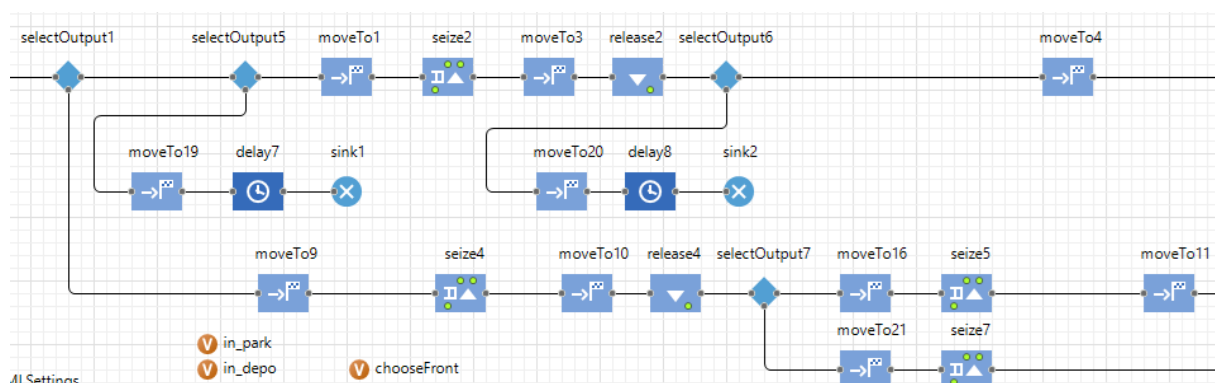 selectOutput1 selectOutput5 moveTo1 seize2 moveTo3 release2 selectOutput6 moveTo4
moveTo19 delay7 sink1 moveTo20 delay8 sink2
moveTo9 seize4 moveTo10 release4 selectOutput7 moveTo16 seize5 moveTo11
moveTo21 seize7
V in_park
V in_depo V chooseFront
Settings